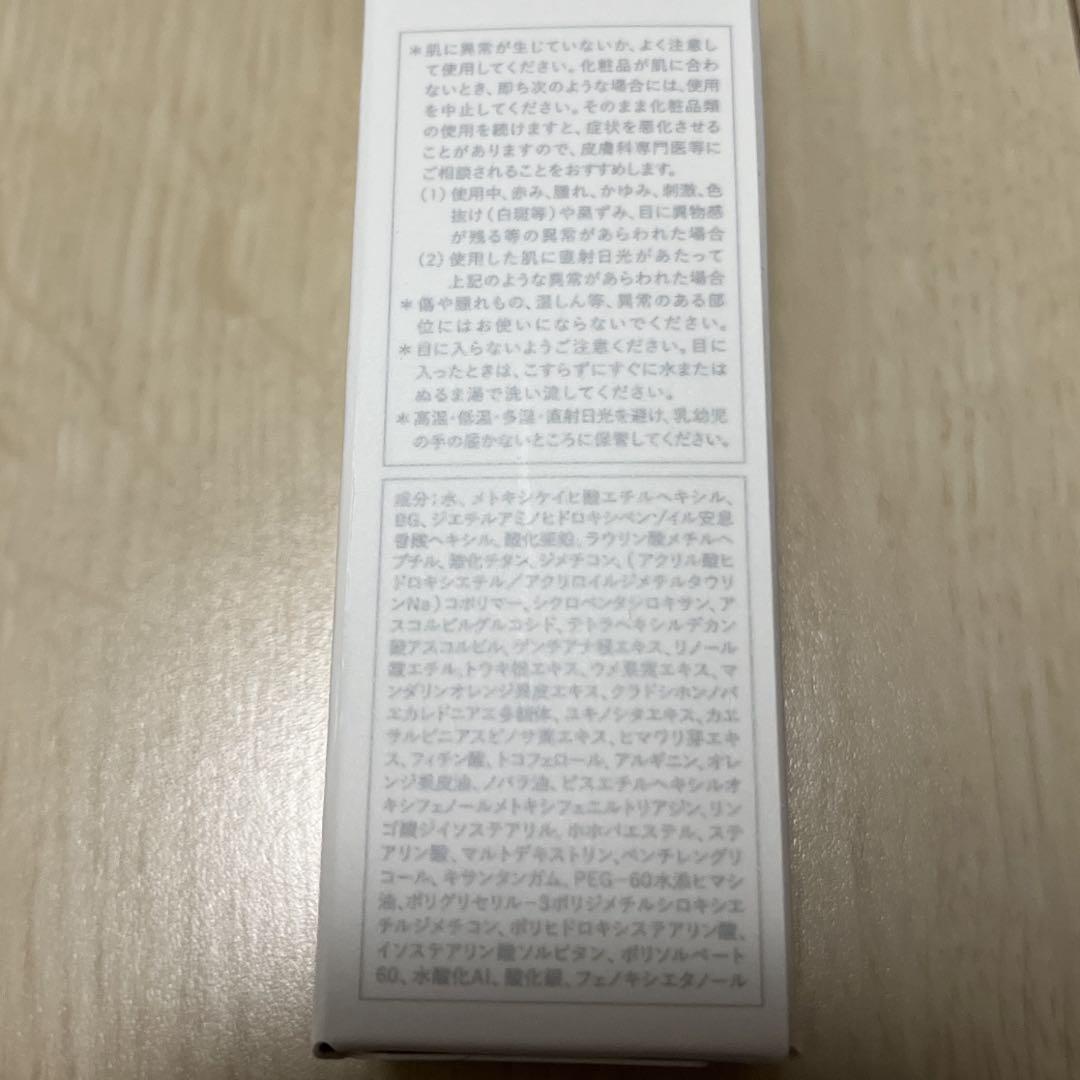 ＊肌に異常が生じていないか、よく注意し
て使用してください。化粧品が肌に合わ
ないとき、即ち次のような場合には、使用
を中止してください。そのまま化粧品類
の使用を続けますと、症状を悪化させる
ことがありますので、皮膚科専門医等に
ご相談されることをおすすめします。
(1) 使用中、赤み、腫れ、かゆみ、刺激、色
抜け(白斑等)や黒ずみ、目に異物感
が残る等の異常があらわれた場合
(2) 使用した肌に直射日光があたって
上記のような異常があらわれた場合
＊傷や腫れもの、湿しん等、異常のある部
位にはお使いにならないでください。
＊目に入らないようご注意ください。目に
入ったときは、こすらずにすぐに水または
ぬるま湯で洗い流してください。
＊高温・低温・多湿・直射日光を避け、乳幼児
の手の届かないところに保管してください。
成分；水、メトキシケイヒ酸エチルヘキシル、
BG、ジエチルアミノヒドロキシベンゾイル安息
香酸ヘキシル、酸化亜鉛、ラウリン酸メチルヘ
プチル、酸化チタン、ジメチコン、(アクリル酸ヒ
ドロキシエチル／アクリロイルジメチルタウリ
ンNa)コポリマー、シクロペンタシロキサン、ア
スコルビルグルコシド、テトラヘキシルデカン
酸アスコルビル、ゲンチアナ根エキス、リノール
酸エチル、トウキ根エキス、ウメ果実エキス、マ
ンダリンオレンジ果皮エキス、クラドシホンノバ
エカレドニアエ多糖体、ユキノシタエキス、カエ
サルピニアスピノサ果エキス、ヒマワリ芽エキ
ス、フィチン酸、トコフェロール、アルギニン、オレ
ンジ果皮油、ノバラ油、ビスエチルヘキシルオ
キシフェノールメトキシフェニルトリアジン、リン
ゴ酸ジイソステアリル、ホホバエステル、ステ
アリン酸、マルトデキストリン、ペンチレングリ
コール、キサンタンガム、PEG－60水添ヒマシ
油、ポリグリセリル－3ポリジメチルシロキシエ
チルジメチコン、ポリヒドロキシステアリン酸、
イソステアリン酸ソルビタン、ポリソルベート
60、水酸化Al、酸化銀、フェノキシエタノール